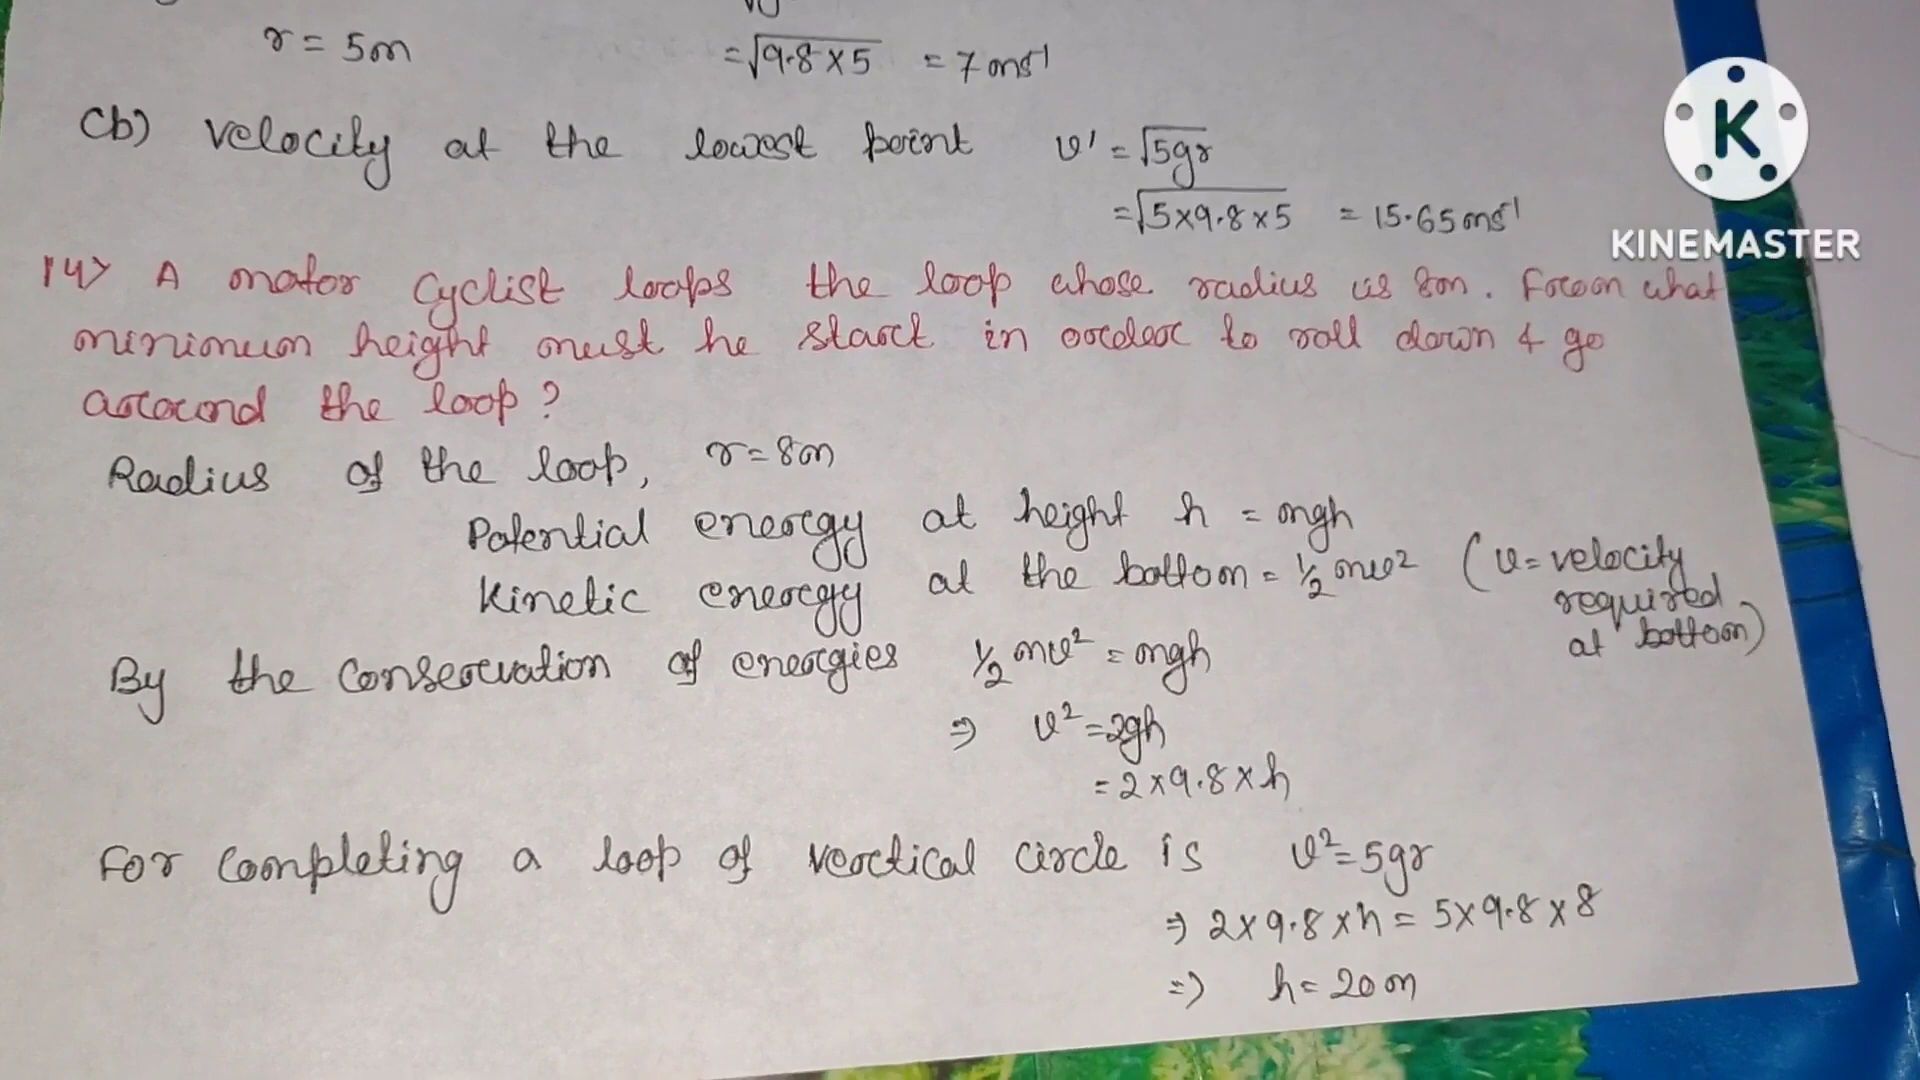 r = 5m
= √9.8×5 = 7 ms⁻¹
(b) velocity at the lowest point v' = √5gr
= √5×9.8×5 = 15.65 ms⁻¹
KINEMASTER
14> A motor cyclist loops the loop whose radius is 8m. From what
minimum height must he start in order to roll down & go
around the loop?
Radius of the loop, r = 8m
Potential energy at height h = mgh
Kinetic energy at the bottom = ½ mv² (v = velocity
required
at bottom)
By the conservation of energies ½ mv² = mgh
⇒ v² = 2gh
= 2×9.8×h
For completing a loop of vertical circle is v² = 5gr
⇒ 2×9.8×h = 5×9.8×8
⇒ h = 20m